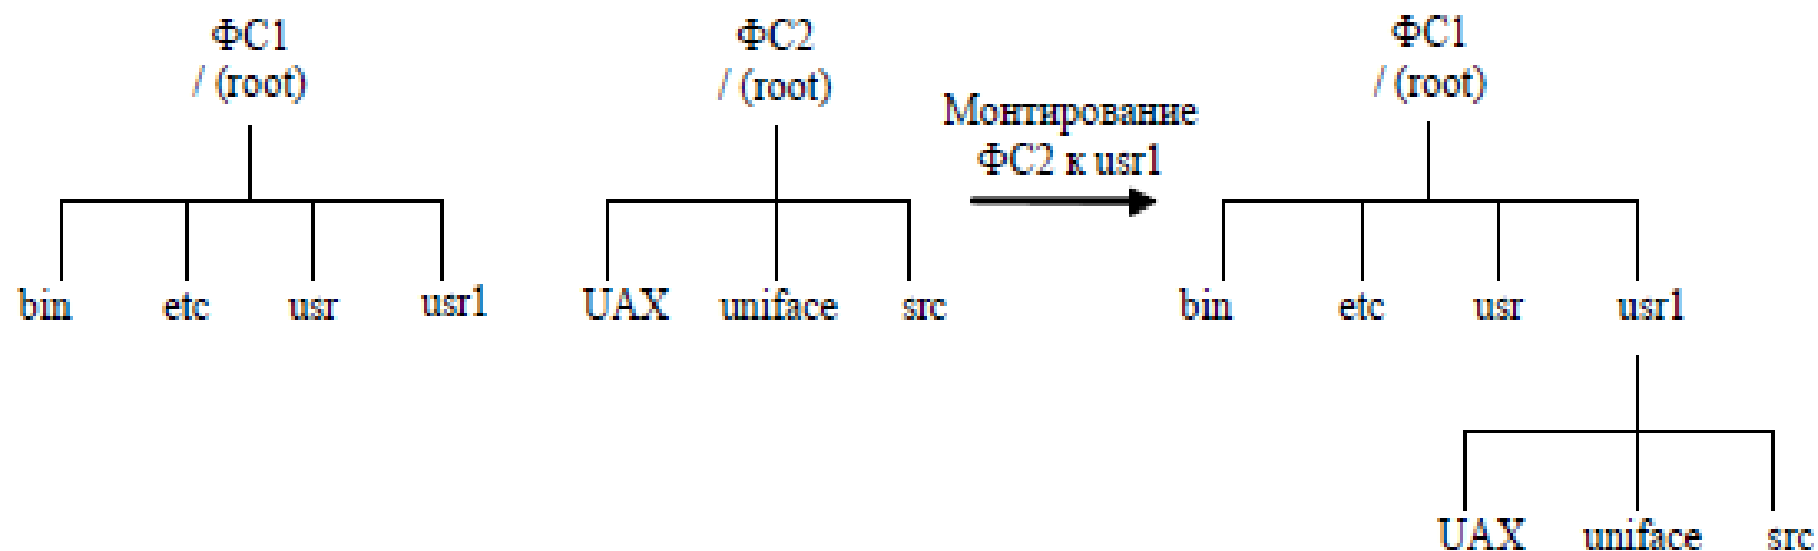 ФС1
/ (root)
bin etc usr usr1
ФС2
/ (root)
UAX uniface src
Монтирование
ФС2 к usr1
ФС1
/ (root)
bin etc usr usr1
UAX uniface src